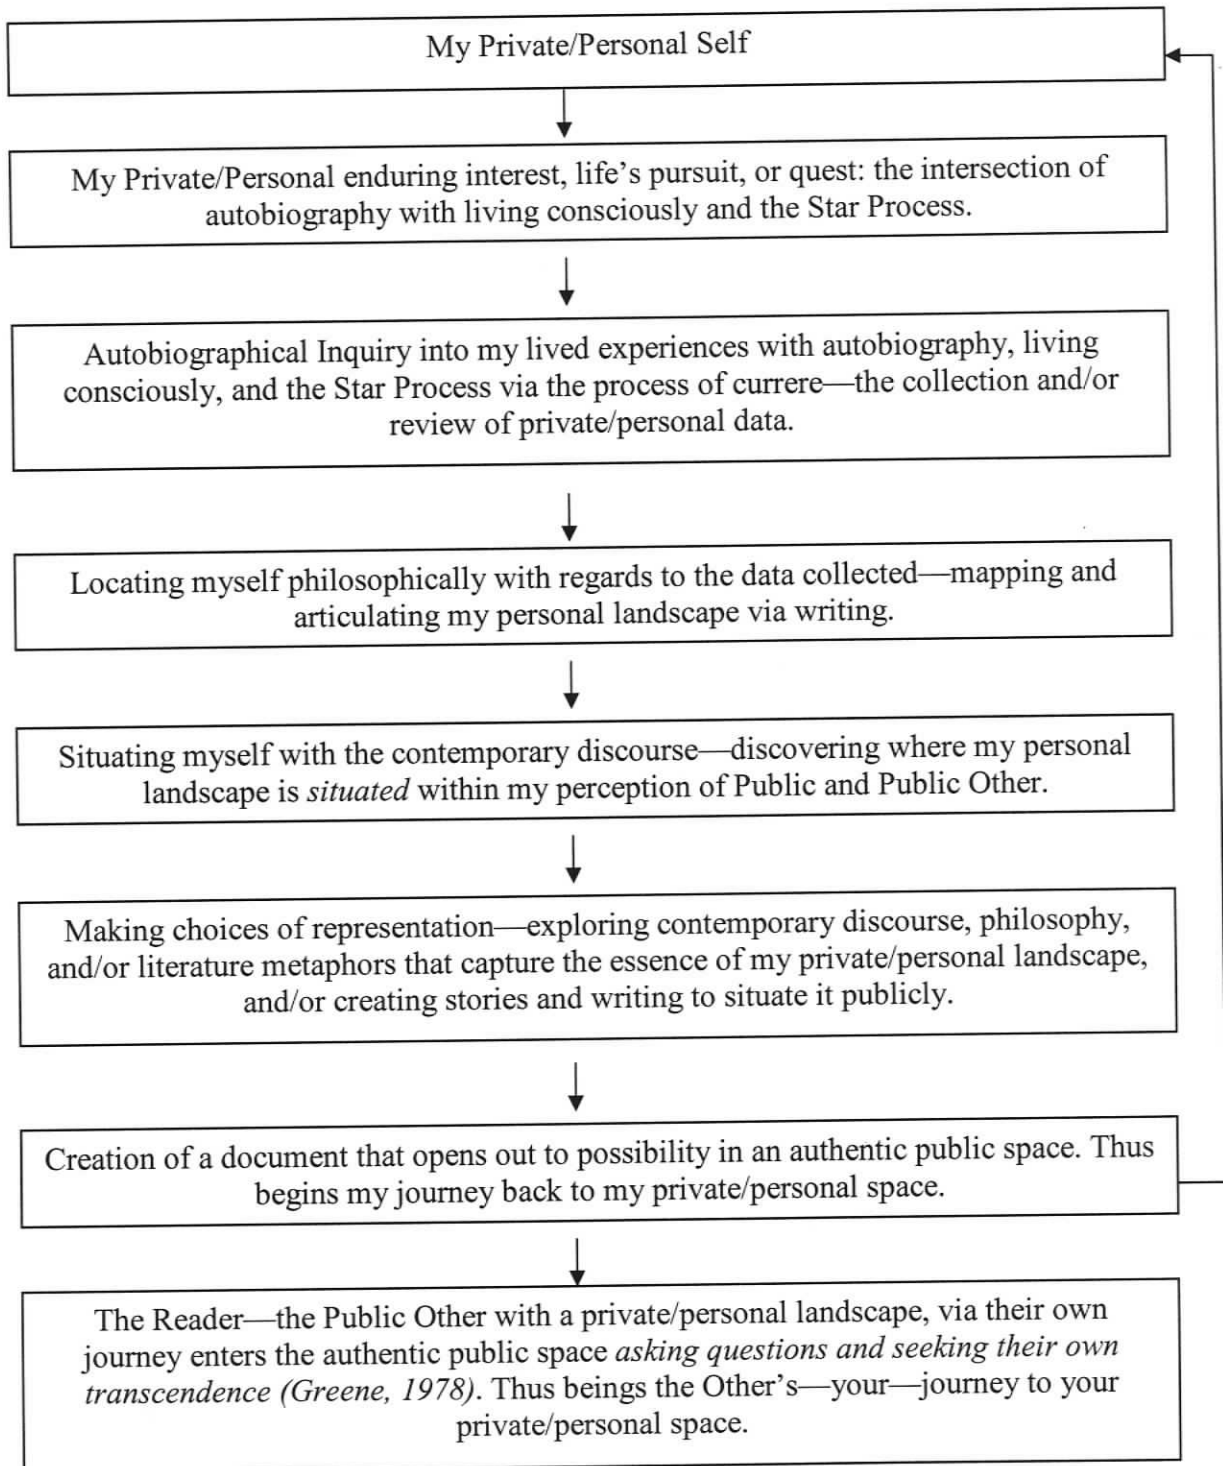 My Private/Personal Self
My Private/Personal enduring interest, life's pursuit, or quest: the intersection of
autobiography with living consciously and the Star Process.
Autobiographical Inquiry into my lived experiences with autobiography, living
consciously, and the Star Process via the process of currere—the collection and/or
review of private/personal data.
Locating myself philosophically with regards to the data collected—mapping and
articulating my personal landscape via writing.
Situating myself with the contemporary discourse—discovering where my personal
landscape is situated within my perception of Public and Public Other.
Making choices of representation—exploring contemporary discourse, philosophy,
and/or literature metaphors that capture the essence of my private/personal landscape,
and/or creating stories and writing to situate it publicly.
Creation of a document that opens out to possibility in an authentic public space. Thus
begins my journey back to my private/personal space.
The Reader—the Public Other with a private/personal landscape, via their own
journey enters the authentic public space asking questions and seeking their own
transcendence (Greene, 1978). Thus beings the Other's—your—journey to your
private/personal space.